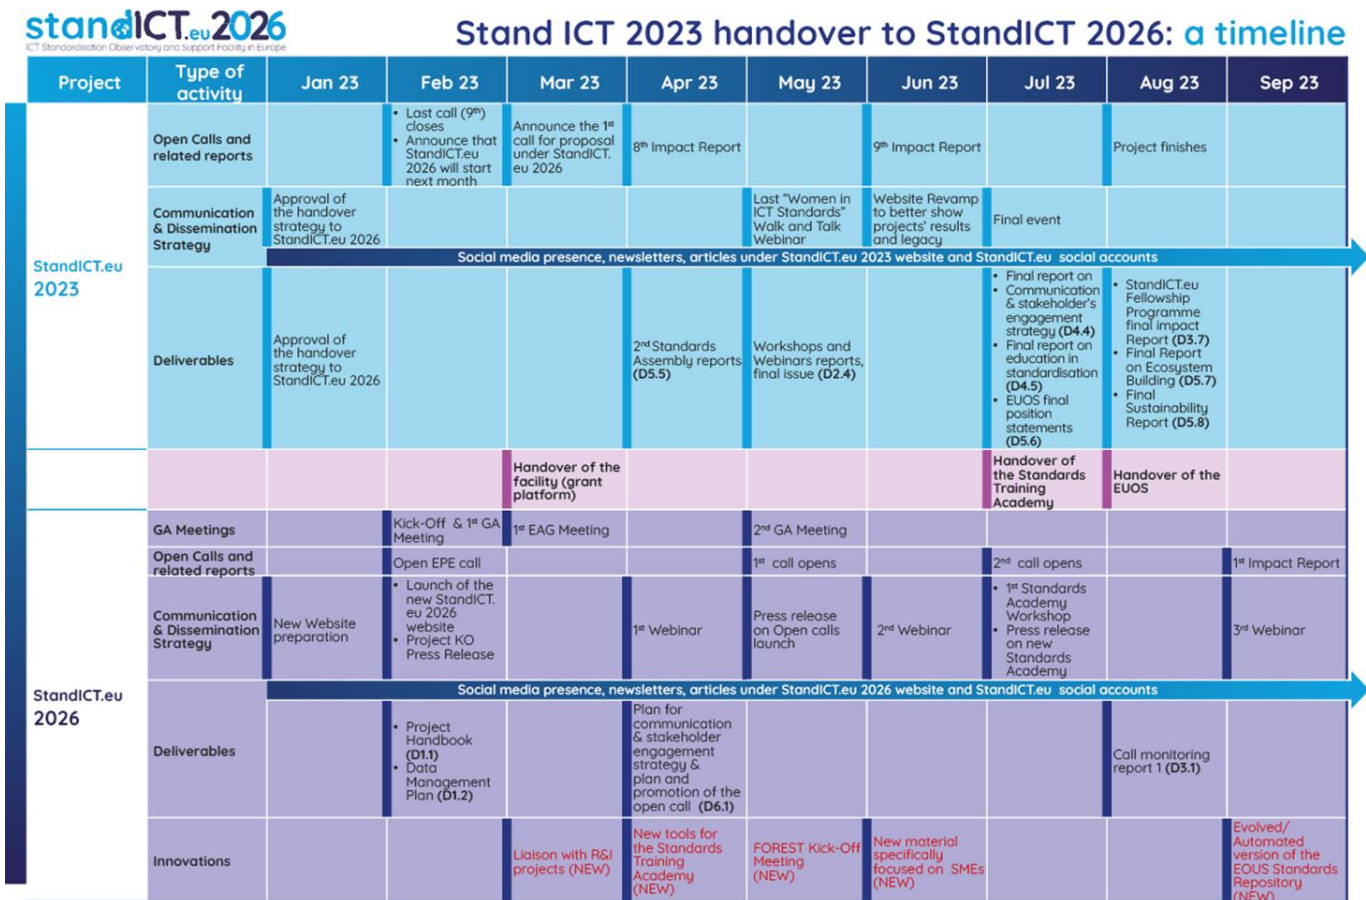 standICT.eu2026
ICT Standardisation Observatory and Support Facility in Europe
Stand ICT 2023 handover to StandICT 2026: a timeline
Project
Type of
activity
Jan 23
Feb 23
Mar 23
Apr 23
May 23
Jun 23
Jul 23
Aug 23
Sep 23
StandICT.eu
2023
Open Calls and
related reports
• Last call (9th)
closes
• Announce that
StandICT.eu
2026 will start
next month
Announce the 1st
call for proposal
under StandICT.
eu 2026
8th Impact Report
9th Impact Report
Project finishes
Communication
& Dissemination
Strategy
Approval of
the handover
strategy to
StandICT.eu 2026
Last "Women in
ICT Standards"
Walk and Talk
Webinar
Website Revamp
to better show
projects' results
and legacy
Final event
Social media presence, newsletters, articles under StandICT.eu 2023 website and StandICT.eu social accounts
Deliverables
Approval of
the handover
strategy to
StandICT.eu 2026
2nd Standards
Assembly reports
(D5.5)
Workshops and
Webinars reports,
final issue (D2.4)
• Final report on
• Communication
& stakeholder's
engagement
strategy (D4.4)
• Final report on
education in
standardisation
(D4.5)
• EUOS final
position
statements
(D5.6)
• StandICT.eu
Fellowship
Programme
final impact
Report (D3.7)
• Final Report
on Ecosystem
Building (D5.7)
• Final
Sustainability
Report (D5.8)
Handover of the
facility (grant
platform)
Handover of
the Standards
Training
Academy
Handover of the
EUOS
StandICT.eu
2026
GA Meetings
Kick-Off & 1st GA
Meeting
1st EAG Meeting
2nd GA Meeting
Open Calls and
related reports
Open EPE call
1st call opens
2nd call opens
1st Impact Report
Communication
& Dissemination
Strategy
New Website
preparation
• Launch of the
new StandICT.
eu 2026
website
• Project KO
Press Release
1st Webinar
Press release
on Open calls
launch
2nd Webinar
• 1st Standards
Academy
Workshop
• Press release
on new
Standards
Academy
3rd Webinar
Social media presence, newsletters, articles under StandICT.eu 2026 website and StandICT.eu social accounts
Deliverables
• Project
Handbook
(D1.1)
• Data
Management
Plan (D1.2)
Plan for
communication
& stakeholder
engagement
strategy &
plan and
promotion of the
open call (D6.1)
Call monitoring
report 1 (D3.1)
Innovations
Liaison with R&I
projects (NEW)
New tools for
the Standards
Training
Academy
(NEW)
FOREST Kick-Off
Meeting
(NEW)
New material
specifically
focused on SMEs
(NEW)
Evolved/
Automated
version of the
EOUS Standards
Repository
(NEW)